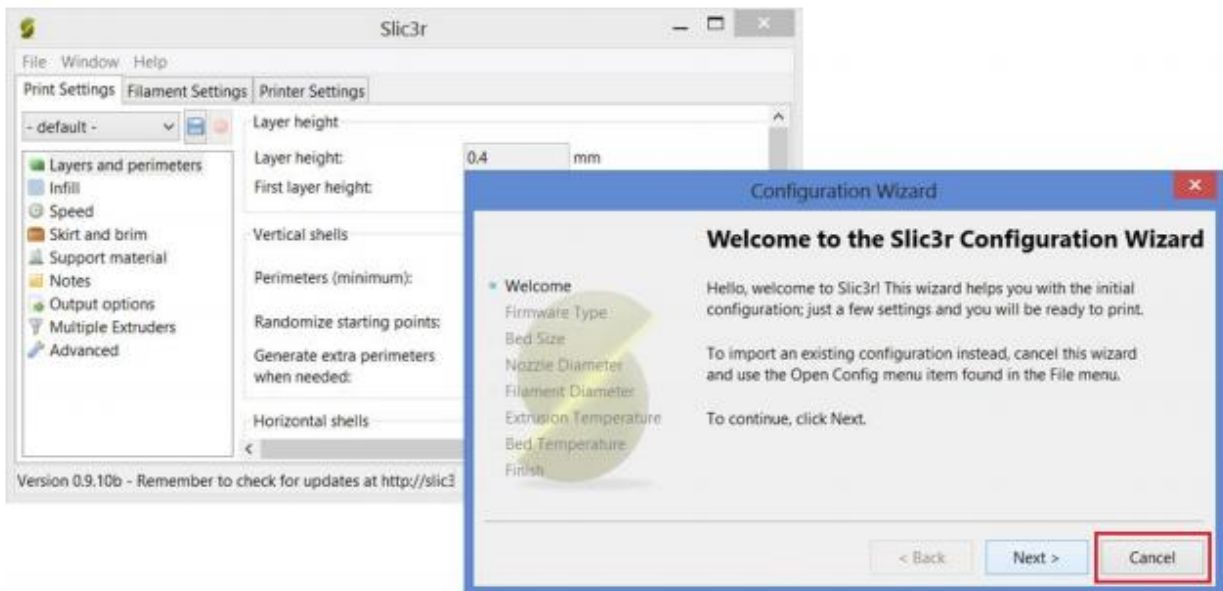 Slic3r
File Window Help
Print Settings Filament Settings Printer Settings
- default -
Layers and perimeters
Infill
Speed
Skirt and brim
Support material
Notes
Output options
Multiple Extruders
Advanced
Layer height
Layer height: 0.4 mm
First layer height:
Vertical shells
Perimeters (minimum):
Randomize starting points:
Generate extra perimeters
when needed:
Horizontal shells
Version 0.9.10b - Remember to check for updates at http://slic3
Configuration Wizard
Welcome to the Slic3r Configuration Wizard
Welcome
Firmware Type
Bed Size
Nozzle Diameter
Filament Diameter
Extrusion Temperature
Bed Temperature
Finish
Hello, welcome to Slic3r! This wizard helps you with the initial
configuration; just a few settings and you will be ready to print.
To import an existing configuration instead, cancel this wizard
and use the Open Config menu item found in the File menu.
To continue, click Next.
< Back Next > Cancel